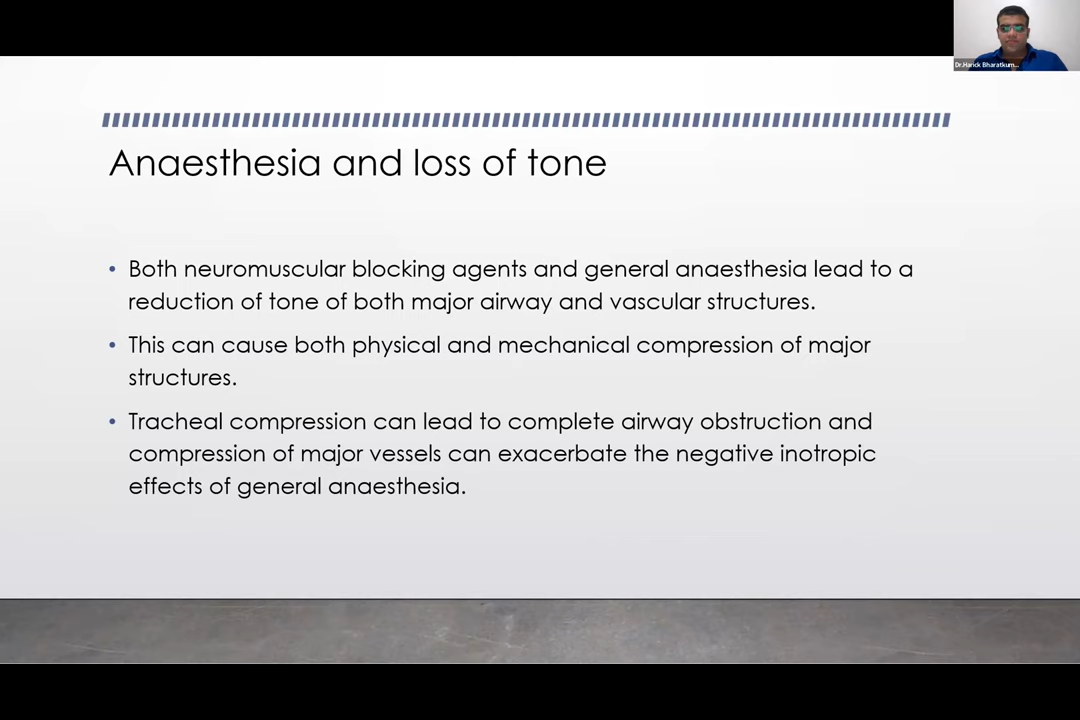 Dr.Harick Bharatkum...
Anaesthesia and loss of tone
• Both neuromuscular blocking agents and general anaesthesia lead to a
reduction of tone of both major airway and vascular structures.
• This can cause both physical and mechanical compression of major
structures.
• Tracheal compression can lead to complete airway obstruction and
compression of major vessels can exacerbate the negative inotropic
effects of general anaesthesia.